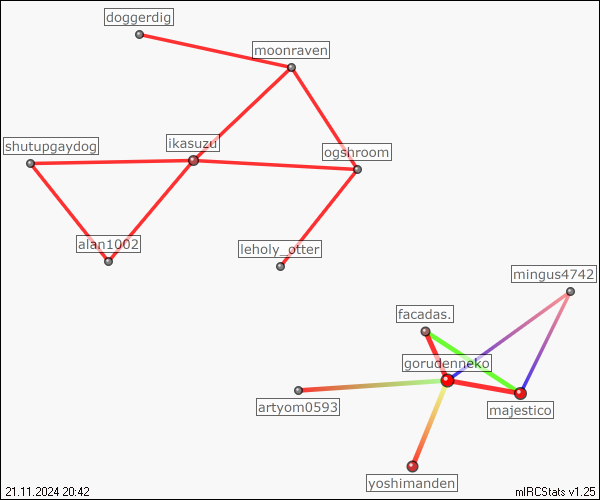 doggerdig
moonraven
ikasuzu
shutupgaydog
ogshroom
alan1002
leholy_otter
mingus4742
facadas.
gorudenneko
artyom0593
majestico
yoshimanden
21.11.2024 20:42
mIRCStats v1.25